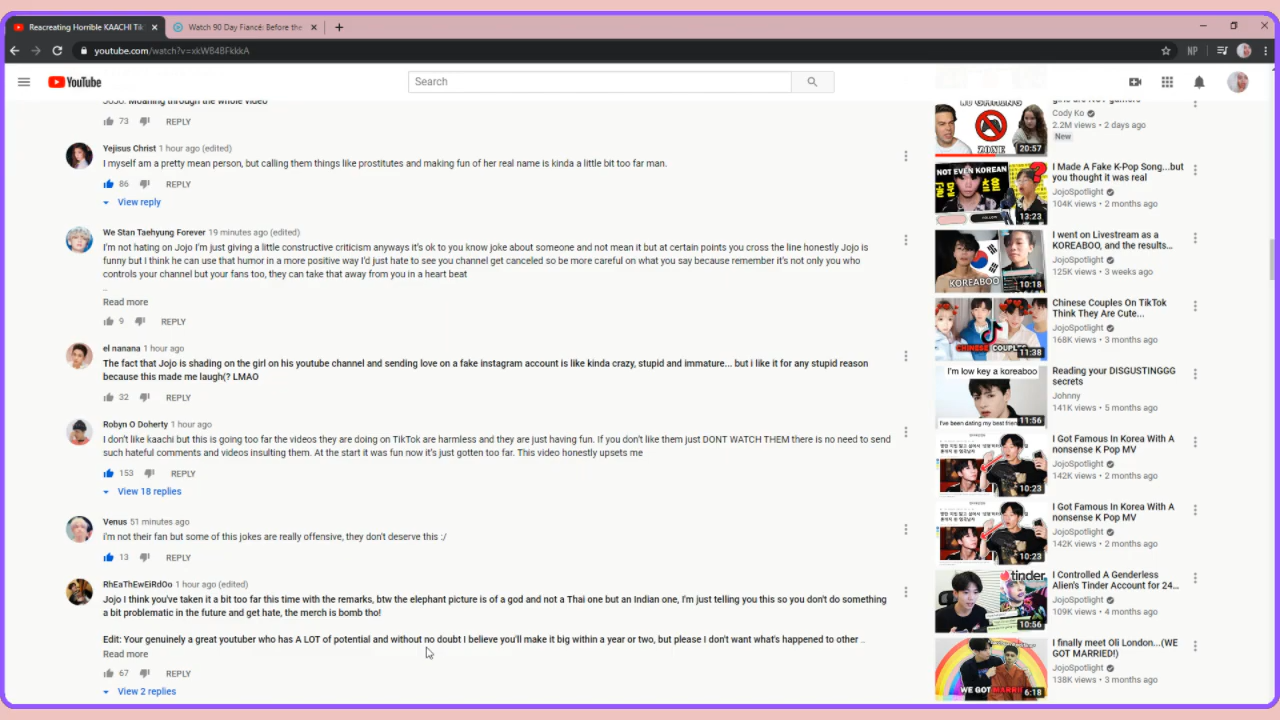 Reacreating Horrible KAACHI Tik
Watch 90 Day Fiancé: Before the
youtube.com/watch?v=xkWB4BFkkkA
NP
YouTube
Search
JoJo: Moaning through the whole video
73 REPLY
Yejisus Christ 1 hour ago (edited)
I myself am a pretty mean person, but calling them things like prostitutes and making fun of her real name is kinda a little bit too far man.
86 REPLY
View reply
We Stan Taehyung Forever 19 minutes ago (edited)
I'm not hating on Jojo I'm just giving a little constructive criticism anyways it's ok to you know joke about someone and not mean it but at certain points you cross the line honestly Jojo is
funny but I think he can use that humor in a more positive way I'd just hate to see you channel get canceled so be more careful on what you say because remember it's not only you who
controls your channel but your fans too, they can take that away from you in a heart beat
..
Read more
9 REPLY
el nanana 1 hour ago
The fact that Jojo is shading on the girl on his youtube channel and sending love on a fake instagram account is like kinda crazy, stupid and immature... but i like it for any stupid reason
because this made me laugh(? LMAO
32 REPLY
Robyn O Doherty 1 hour ago
I don't like kaachi but this is going too far the videos they are doing on TikTok are harmless and they are just having fun. If you don't like them just DONT WATCH THEM there is no need to send
such hateful comments and videos insulting them. At the start it was fun now it's just gotten too far. This video honestly upsets me
153 REPLY
View 18 replies
Venus 51 minutes ago
i'm not their fan but some of this jokes are really offensive, they don't deserve this :/
13 REPLY
RhEaThEwEiRdOo 1 hour ago (edited)
Jojo I think you've taken it a bit too far this time with the remarks, btw the elephant picture is of a god and not a Thai one but an Indian one, I'm just telling you this so you don't do something
a bit problematic in the future and get hate, the merch is bomb tho!
Edit: Your genuinely a great youtuber who has A LOT of potential and without no doubt I believe you'll make it big within a year or two, but please I don't want what's happened to other ..
Read more
67 REPLY
View 2 replies
girls are NOT gamers
Cody Ko
2.2M views • 2 days ago
New
ZONE
20:57
I Made A Fake K-Pop Song...but
you thought it was real
JojoSpotlight
104K views • 2 months ago
NOT EVEN KOREAN
13:23
I went on Livestream as a
KOREABOO, and the results...
JojoSpotlight
125K views • 3 weeks ago
KOREABOO
10:18
Chinese Couples On TikTok
Think They Are Cute...
JojoSpotlight
168K views • 3 months ago
CHINESE COUPLES
11:38
Reading your DISGUSTINGGG
secrets
Johnny
141K views • 5 months ago
I'm low key a koreaboo
11:56
I've been dating my best frien
I Got Famous In Korea With A
nonsense K Pop MV
JojoSpotlight
142K views • 2 months ago
10:23
I Got Famous In Korea With A
nonsense K Pop MV
JojoSpotlight
142K views • 2 months ago
10:23
I Controlled A Genderless
Alien's Tinder Account for 24...
JojoSpotlight
109K views • 4 months ago
tinder
10:56
I finally meet Oli London...(WE
GOT MARRIED!)
JojoSpotlight
138K views • 3 months ago
WE GOT MARRI
6:18